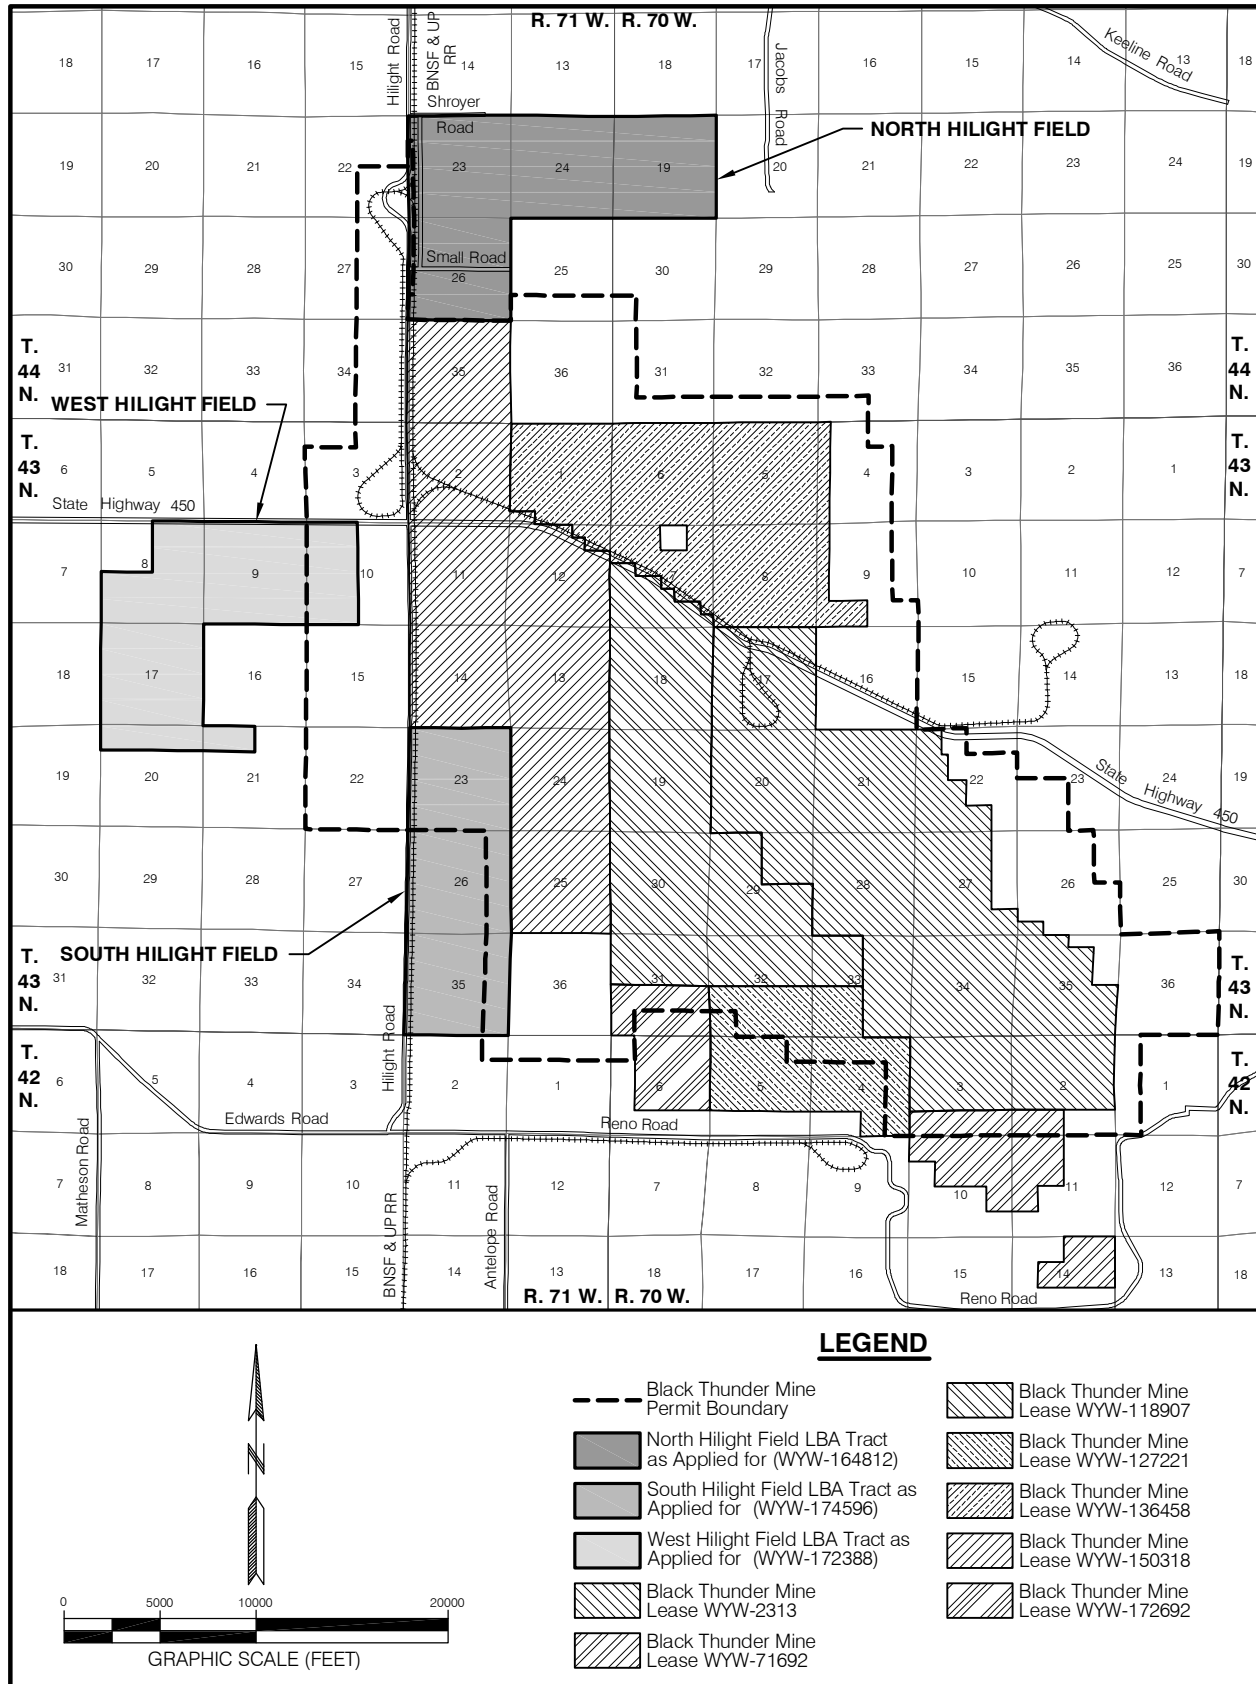 R. 71 W. R. 70 W.
Hilight Road
BNSF & UP
RR
Jacobs Road
Keeline Road
18 17 16 15 14 13 18 17 16 15 14 13 18
Shroyer
Road
NORTH HILIGHT FIELD
19 20 21 22 23 24 19 20 21 22 23 24 19
Small Road
30 29 28 27 26 25 30 29 28 27 26 25 30
T.
44
N.
31 32 33 34 35 36 31 32 33 34 35 36
T.
44
N.
WEST HILIGHT FIELD
T.
43
N.
6 5 4 3 2 1 6 5 4 3 2 1
T.
43
N.
State Highway 450
7 8 9 10 11 12 7 8 9 10 11 12 7
18 17 16 15 14 13 18 17 16 15 14 13 18
19 20 21 22 23 24 19 20 21 22 23 24 19
State Highway 450
30 29 28 27 26 25 30 29 28 27 26 25 30
SOUTH HILIGHT FIELD
T.
43
N.
31 32 33 34 35 36 31 32 33 34 35 36
T.
43
N.
Hilight Road
T.
42
N.
6 5 4 3 2 1 6 5 4 3 2 1
T.
42
N.
Edwards Road
Reno Road
Matheson Road
7 8 9 10 11 12 7 8 9 10 11 12 7
BNSF & UP RR
Antelope Road
18 17 16 15 14 13 18 17 16 15 14 13 18
Reno Road
R. 71 W. R. 70 W.
LEGEND
Black Thunder Mine
Permit Boundary
North Hilight Field LBA Tract
as Applied for (WYW-164812)
South Hilight Field LBA Tract as
Applied for (WYW-174596)
West Hilight Field LBA Tract as
Applied for (WYW-172388)
Black Thunder Mine
Lease WYW-2313
Black Thunder Mine
Lease WYW-71692
Black Thunder Mine
Lease WYW-118907
Black Thunder Mine
Lease WYW-127221
Black Thunder Mine
Lease WYW-136458
Black Thunder Mine
Lease WYW-150318
Black Thunder Mine
Lease WYW-172692
N
0 5000 10000 20000
GRAPHIC SCALE (FEET)